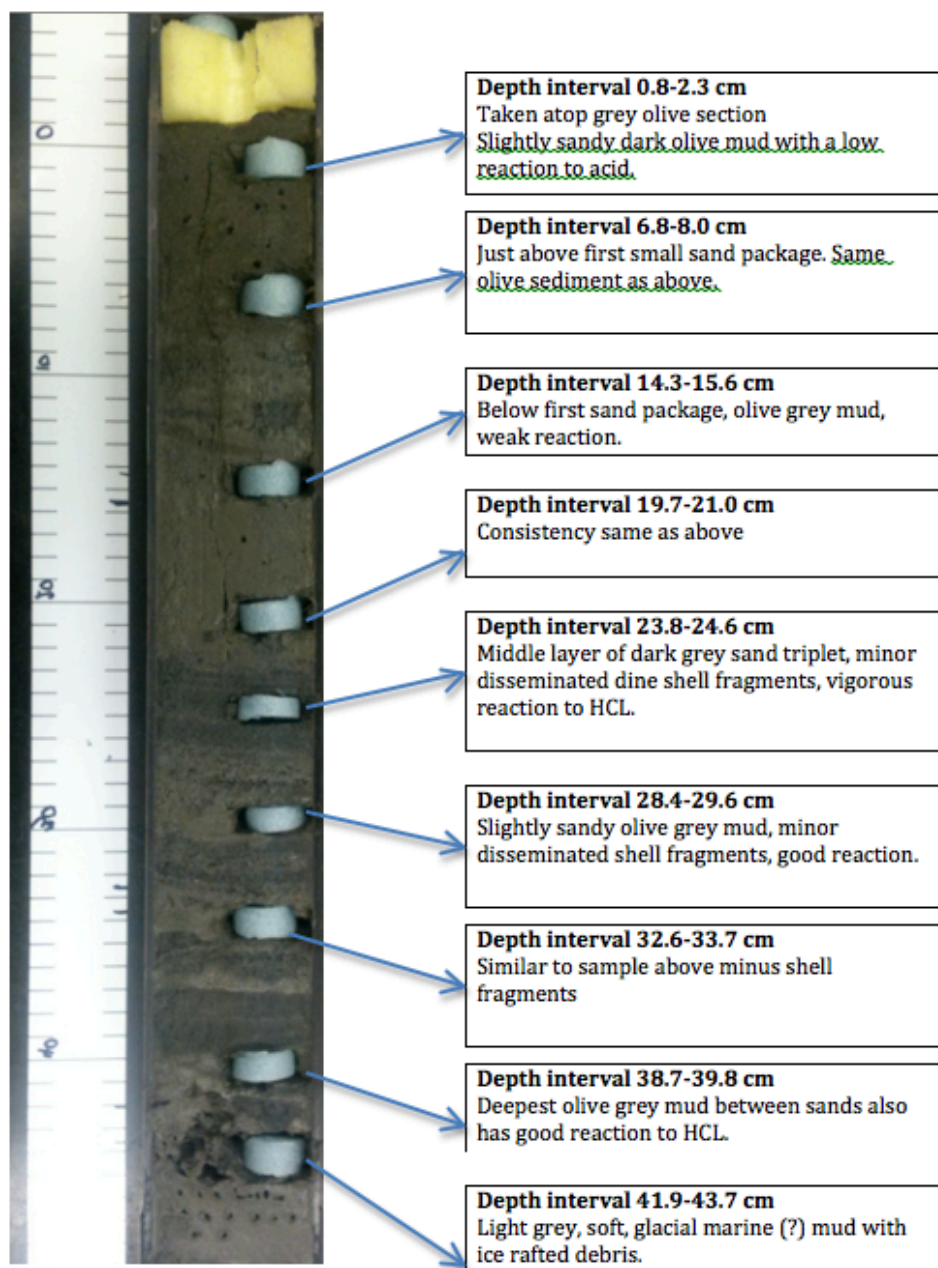 0
Depth interval 0.8-2.3 cm
Taken atop grey olive section
Slightly sandy dark olive mud with a low
reaction to acid.
Depth interval 6.8-8.0 cm
Just above first small sand package. Same
olive sediment as above.
10
Depth interval 14.3-15.6 cm
Below first sand package, olive grey mud,
weak reaction.
Depth interval 19.7-21.0 cm
Consistency same as above
20
Depth interval 23.8-24.6 cm
Middle layer of dark grey sand triplet, minor
disseminated dine shell fragments, vigorous
reaction to HCL.
30
Depth interval 28.4-29.6 cm
Slightly sandy olive grey mud, minor
disseminated shell fragments, good reaction.
Depth interval 32.6-33.7 cm
Similar to sample above minus shell
fragments
40
Depth interval 38.7-39.8 cm
Deepest olive grey mud between sands also
has good reaction to HCL.
Depth interval 41.9-43.7 cm
Light grey, soft, glacial marine (?) mud with
ice rafted debris.